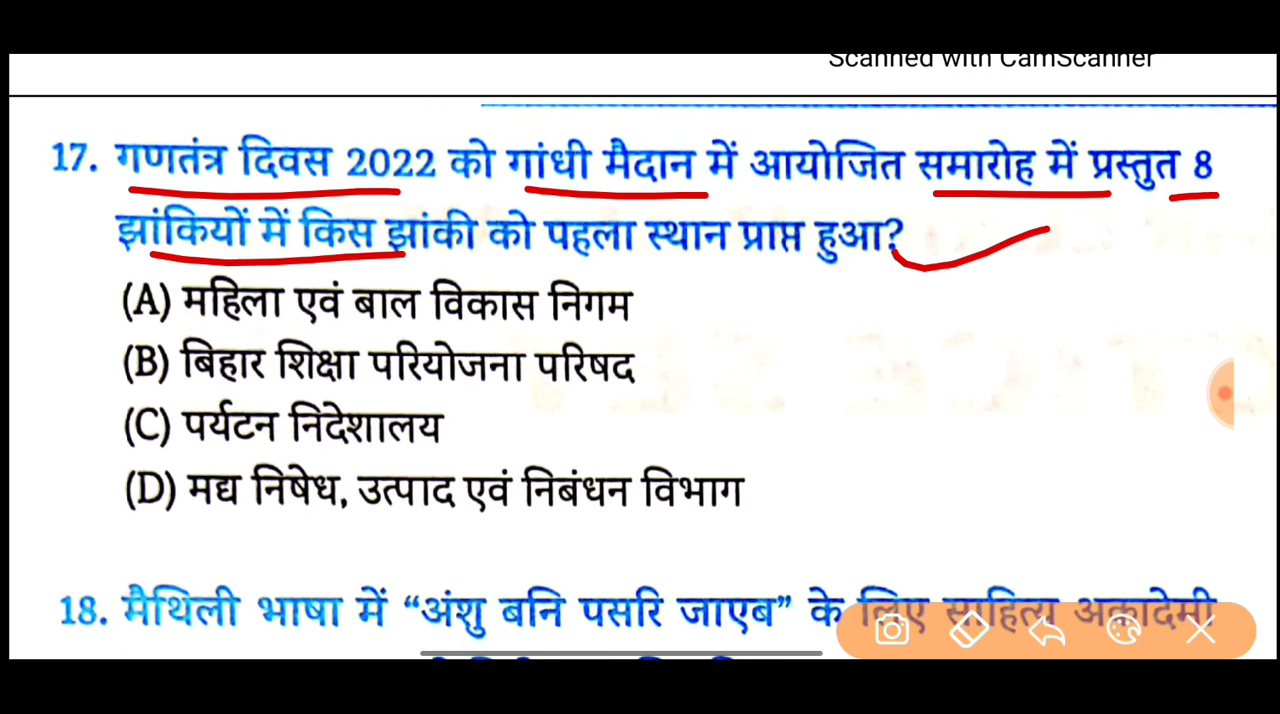 Scanned with CamScanner
17. गणतंत्र दिवस 2022 को गांधी मैदान में आयोजित समारोह में प्रस्तुत 8
झांकियों में किस झांकी को पहला स्थान प्राप्त हुआ?
(A) महिला एवं बाल विकास निगम
(B) बिहार शिक्षा परियोजना परिषद
(C) पर्यटन निदेशालय
(D) मद्य निषेध, उत्पाद एवं निबंधन विभाग
18. मैथिली भाषा में “अंशु बनि पसरि जाएब” के लिए साहित्य अकादेमी